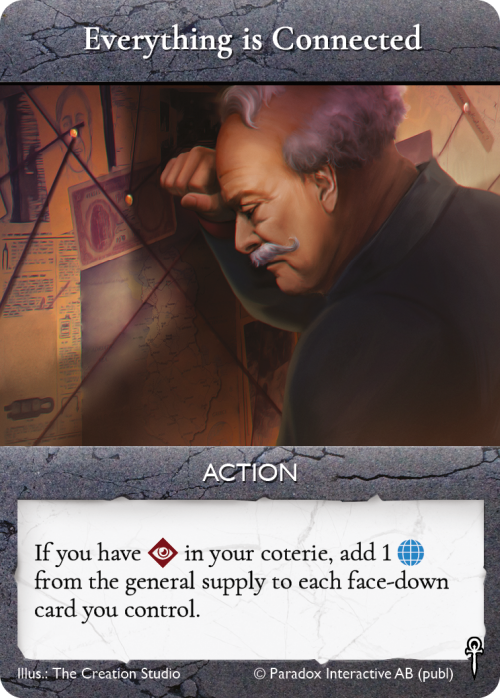 Everything is Connected
ACTION
If you have in your coterie, add 1
from the general supply to each face-down
card you control.
Illus.: The Creation Studio © Paradox Interactive AB (publ)